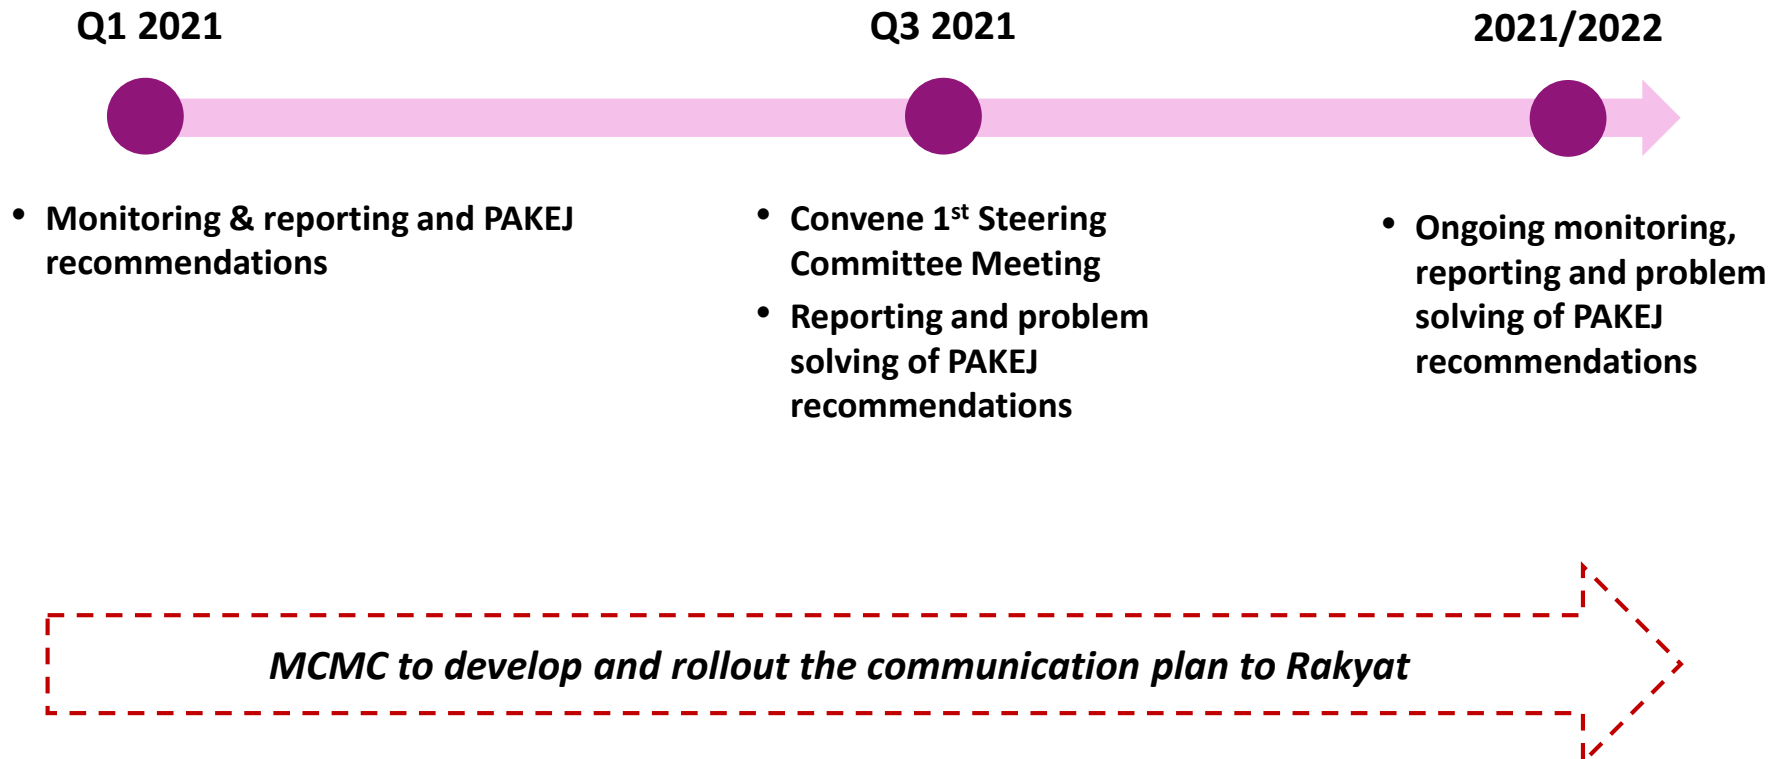 Q1 2021
Q3 2021
2021/2022
• Monitoring & reporting and PAKEJ
recommendations
• Convene 1st Steering
Committee Meeting
• Reporting and problem
solving of PAKEJ
recommendations
• Ongoing monitoring,
reporting and problem
solving of PAKEJ
recommendations
MCMC to develop and rollout the communication plan to Rakyat